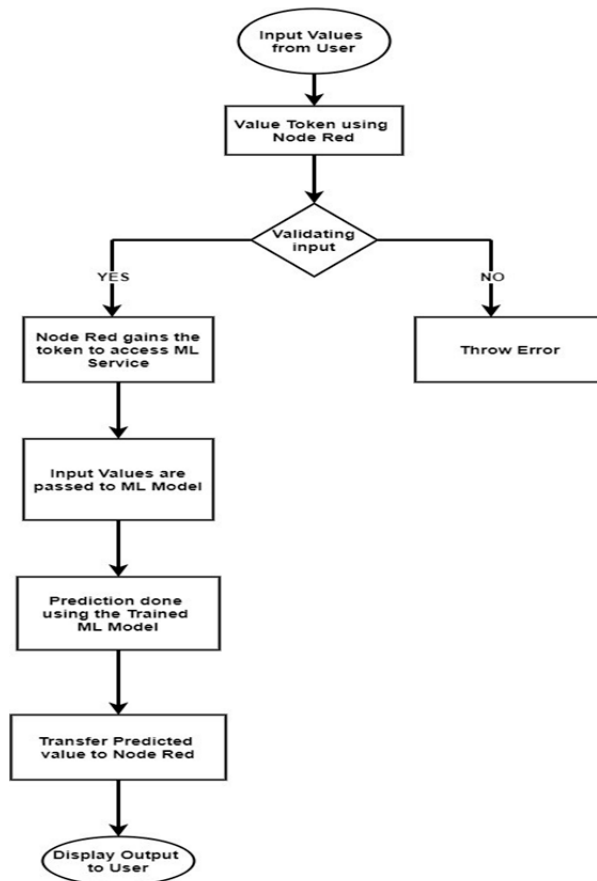 Input Values
from User
Value Token using
Node Red
Validating
input
YES
NO
Node Red gains the
token to access ML
Service
Throw Error
Input Values are
passed to ML Model
Prediction done
using the Trained
ML Model
Transfer Predicted
value to Node Red
Display Output
to User